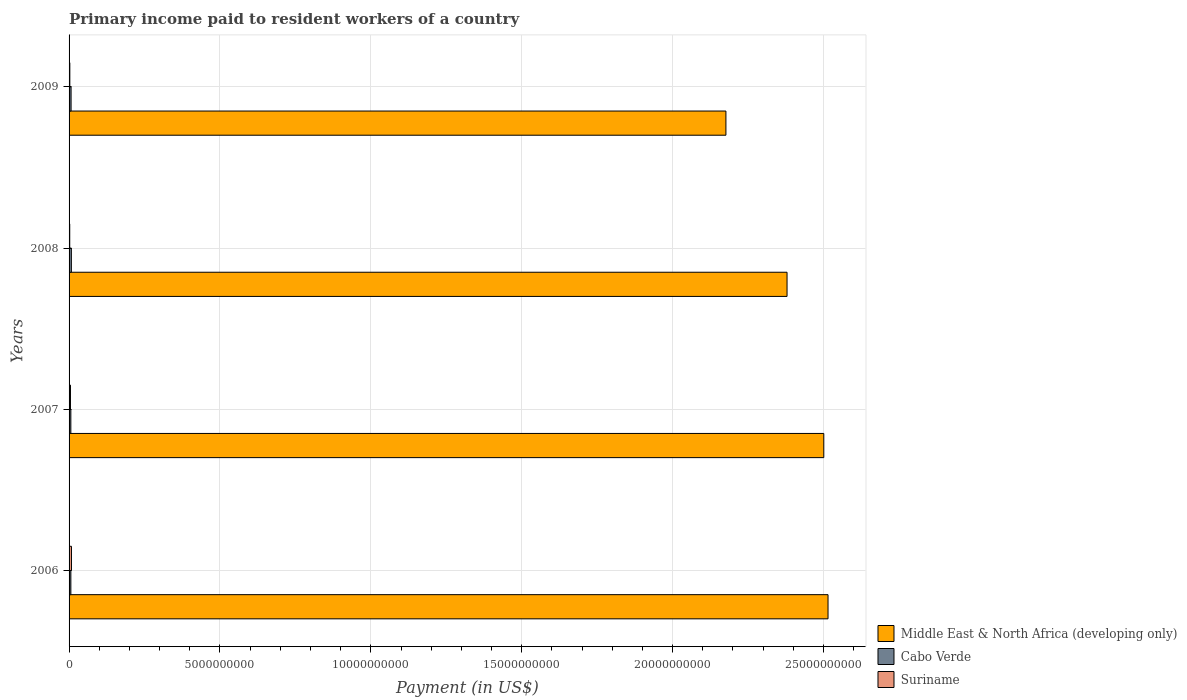 Primary income paid to resident workers of a country
2009
2008
2007
2006
Years
0
5000000000
10000000000
15000000000
20000000000
25000000000
Payment (in US$)
Middle East & North Africa (developing only)
Cabo Verde
Suriname